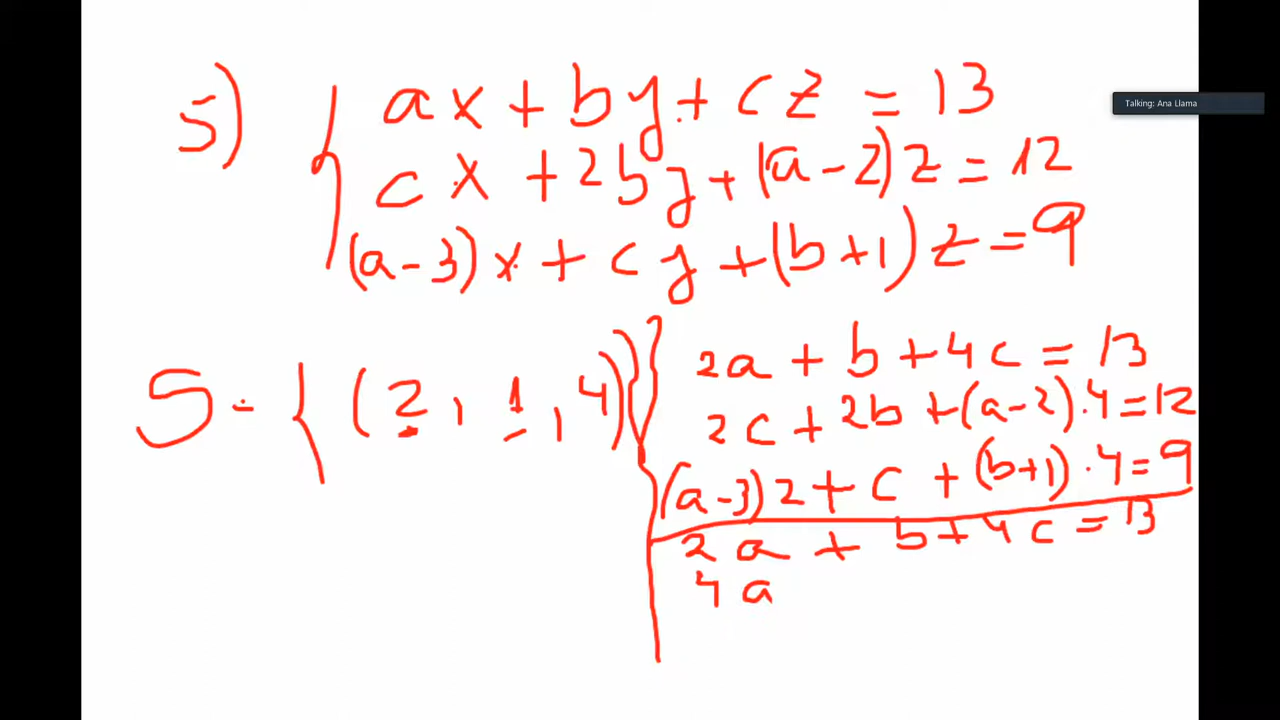 5) { ax + by + cz = 13
cx + 2by + (a-2)z = 12
(a-3)x + cy + (b+1)z = 9
Talking: Ana Llama
S = { (2, 1, 4) }
2a + b + 4c = 13
2c + 2b + (a-2)·4 = 12
(a-3)2 + c + (b+1)·4 = 9
2a + b + 4c = 13
4a